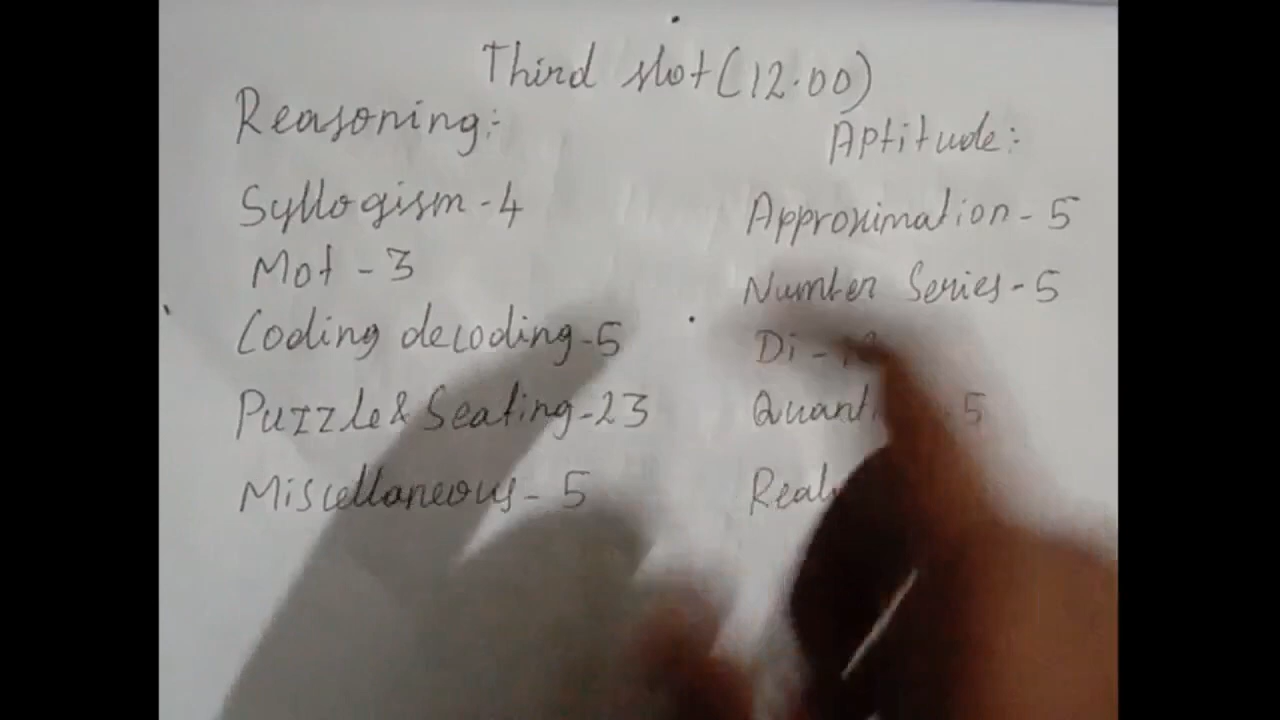 Third slot (12.00)
Reasoning:-
Syllogism - 4
Mot - 3
Coding decoding - 5
Puzzle & Seating - 23
Miscellaneous - 5
Aptitude:
Approximation - 5
Number Series - 5
Di -
5